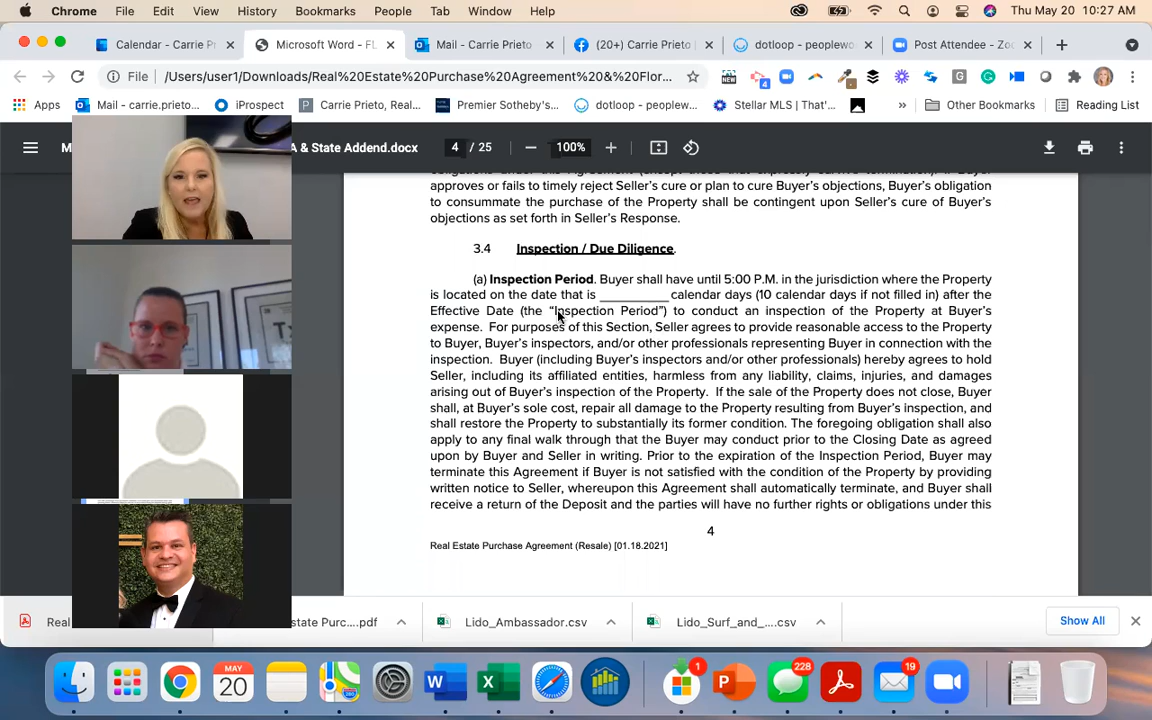 Chrome File Edit View History Bookmarks People Tab Window Help Thu May 20 10:27 AM
Calendar - Carrie Pr Microsoft Word - FL Mail - Carrie Prieto (20+) Carrie Prieto dotloop - peoplewo Post Attendee - Zoo
File /Users/user1/Downloads/Real%20Estate%20Purchase%20Agreement%20&%20Flor...
Apps Mail - carrie.prieto... iProspect Carrie Prieto, Real... Premier Sotheby's... dotloop - peoplew... Stellar MLS | That'... Other Bookmarks Reading List
A & State Addend.docx 4 / 25 100%
approves or fails to timely reject Seller's cure or plan to cure Buyer's objections, Buyer's obligation
to consummate the purchase of the Property shall be contingent upon Seller's cure of Buyer's
objections as set forth in Seller's Response.
3.4 Inspection / Due Diligence.
(a) Inspection Period. Buyer shall have until 5:00 P.M. in the jurisdiction where the Property
is located on the date that is __________ calendar days (10 calendar days if not filled in) after the
Effective Date (the "Inspection Period") to conduct an inspection of the Property at Buyer's
expense. For purposes of this Section, Seller agrees to provide reasonable access to the Property
to Buyer, Buyer's inspectors, and/or other professionals representing Buyer in connection with the
inspection. Buyer (including Buyer's inspectors and/or other professionals) hereby agrees to hold
Seller, including its affiliated entities, harmless from any liability, claims, injuries, and damages
arising out of Buyer's inspection of the Property. If the sale of the Property does not close, Buyer
shall, at Buyer's sole cost, repair all damage to the Property resulting from Buyer's inspection, and
shall restore the Property to substantially its former condition. The foregoing obligation shall also
apply to any final walk through that the Buyer may conduct prior to the Closing Date as agreed
upon by Buyer and Seller in writing. Prior to the expiration of the Inspection Period, Buyer may
terminate this Agreement if Buyer is not satisfied with the condition of the Property by providing
written notice to Seller, whereupon this Agreement shall automatically terminate, and Buyer shall
receive a return of the Deposit and the parties will have no further rights or obligations under this
4
Real Estate Purchase Agreement (Resale) [01.18.2021]
Real state Purc....pdf Lido_Ambassador.csv Lido_Surf_and_....csv Show All
MAY 20 1 228 19